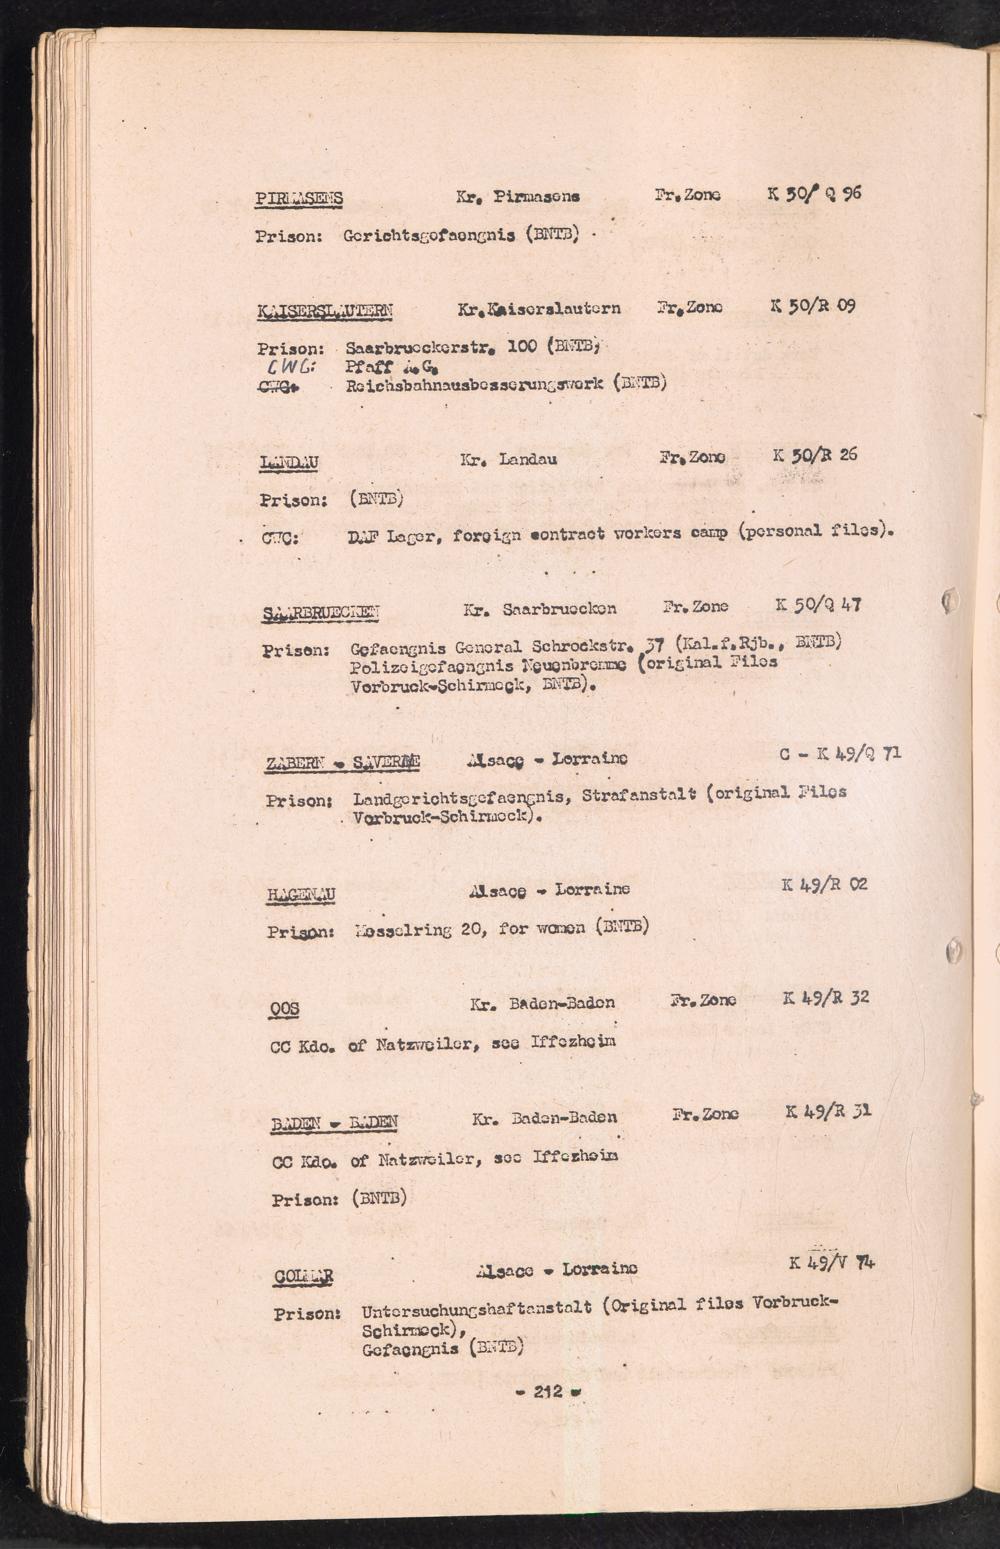 PIRMASENS Kr. Pirmasens Fr.Zone K 50/ Q 96
Prison: Gerichtsgefaengnis (BNTB)
KAISERSLAUTERN Kr.Kaiserslautern Fr.Zone K 50/R 09
Prison: Saarbrueckerstr. 100 (BNTB)
CWC: Pfaff A.G.
CWC. Reichsbahnausbesserungswerk (BNTB)
LANDAU Kr. Landau Fr.Zone K 50/R 26
Prison: (BNTB)
CWC: DAF Lager, foreign contract workers camp (personal files).
SAARBRUECKEN Kr. Saarbruecken Fr.Zone K 50/Q 47
Prison: Gefaengnis General Schreckstr. 37 (Kal.f.Rjb., BNTB)
Polizeigefaengnis Neuenbremme (original Files
Vorbruck-Schirmeck, BNTB).
ZABERN - SAVERNE Alsace - Lorraine C - K 49/Q 71
Prison: Landgerichtsgefaengnis, Strafanstalt (original Files
Vorbruck-Schirmeck).
HAGENAU Alsace - Lorraine K 49/R 02
Prison: Mosselring 20, for women (BNTB)
OOS Kr. Baden-Baden Fr.Zone K 49/R 32
CC Kdo. of Natzweiler, see Iffezheim
BADEN - BADEN Kr. Baden-Baden Fr.Zone K 49/R 31
CC Kdo. of Natzweiler, see Iffezheim
Prison: (BNTB)
COLMAR Alsace - Lorraine K 49/V 74
Prison: Untersuchungshaftanstalt (Original files Vorbruck-
Schirmeck),
Gefaengnis (BNTB)
- 212 -